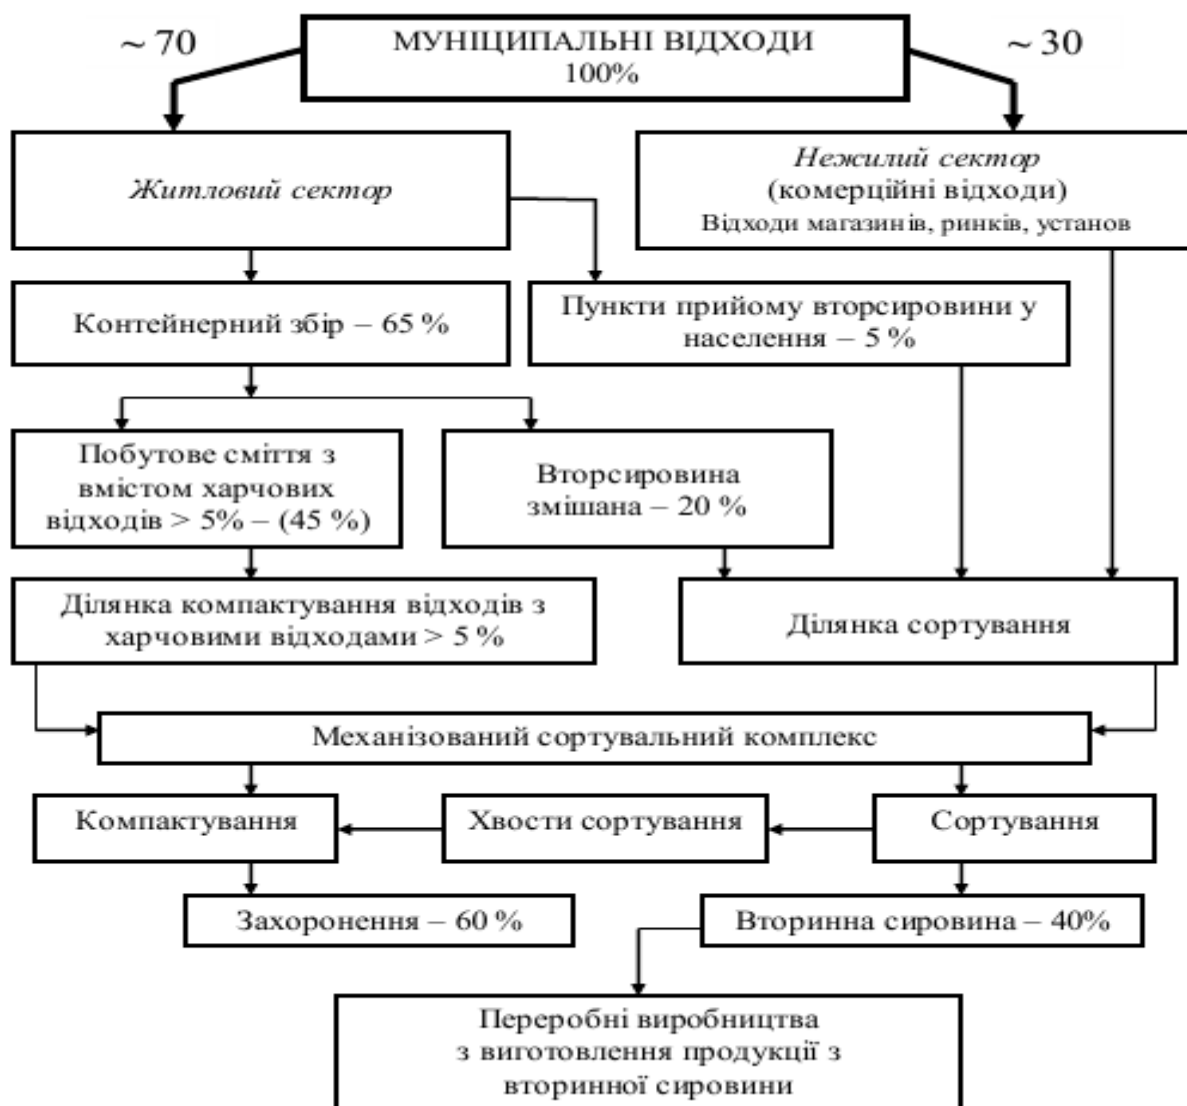 ~ 70
МУНІЦИПАЛЬНІ ВІДХОДИ
100%
~ 30
Житловий сектор
Нежилий сектор
(комерційні відходи)
Відходи магазинів, ринків, установ
Контейнерний збір – 65 %
Пункти прийому вторсировини у
населення – 5 %
Побутове сміття з
вмістом харчових
відходів > 5% – (45 %)
Вторсировина
змішана – 20 %
Ділянка компактування відходів з
харчовими відходами > 5 %
Ділянка сортування
Механізований сортувальний комплекс
Компактування
Хвости сортування
Сортування
Захоронення – 60 %
Вторинна сировина – 40%
Переробні виробництва
з виготовлення продукції з
вторинної сировини